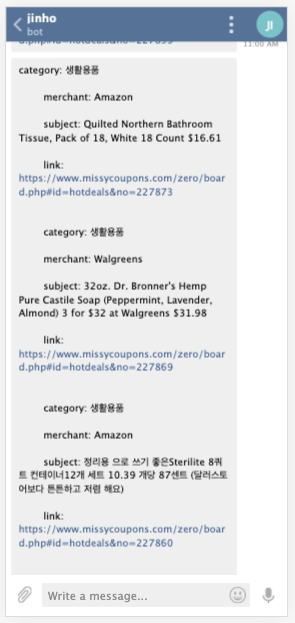 jinho
bot
JI
11:00 AM
category: 생활용품
merchant: Amazon
subject: Quilted Northern Bathroom
Tissue, Pack of 18, White 18 Count $16.61
link:
https://www.missycoupons.com/zero/boar
d.php#id=hotdeals&no=227873
category: 생활용품
merchant: Walgreens
subject: 32oz. Dr. Bronner's Hemp
Pure Castile Soap (Peppermint, Lavender,
Almond) 3 for $32 at Walgreens $31.98
link:
https://www.missycoupons.com/zero/boar
d.php#id=hotdeals&no=227869
category: 생활용품
merchant: Amazon
subject: 정리용 으로 쓰기 좋은Sterilite 8쿼
트 컨테이너12개 세트 10.39 개당 87센트 (달러스토
어보다 튼튼하고 저렴 해요)
link:
https://www.missycoupons.com/zero/boar
d.php#id=hotdeals&no=227860
Write a message...